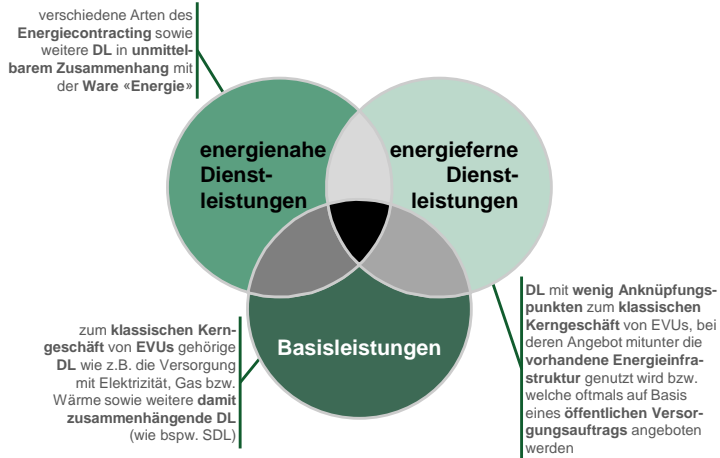 verschiedene Arten des
Energiecontracting sowie
weitere DL in unmittel-
barem Zusammenhang mit
der Ware «Energie»
energienahe
Dienst-
leistungen
energieferne
Dienst-
leistungen
Basisleistungen
zum klassischen Kern-
geschäft von EVUs gehörige
DL wie z.B. die Versorgung
mit Elektrizität, Gas bzw.
Wärme sowie weitere damit
zusammenhängende DL
(wie bspw. SDL)
DL mit wenig Anknüpfungs-
punkten zum klassischen
Kerngeschäft von EVUs, bei
deren Angebot mitunter die
vorhandene Energieinfra-
struktur genutzt wird bzw.
welche oftmals auf Basis
eines öffentlichen Versor-
gungsauftrags angeboten
werden